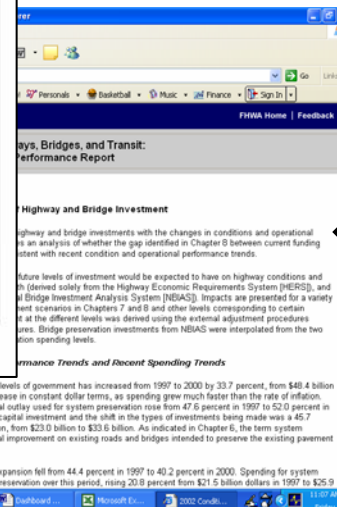 rer
Go Links
Personals Basketball Music Finance Sign In
FHWA Home | Feedback
ays, Bridges, and Transit:
Performance Report
f Highway and Bridge Investment
ighway and bridge investments with the changes in conditions and operational
es an analysis of whether the gap identified in Chapter 8 between current funding
istent with recent condition and operational performance trends.
future levels of investment would be expected to have on highway conditions and
th (derived solely from the Highway Economic Requirements System [HERS]), and
al Bridge Investment Analysis System [NBIAS]). Impacts are presented for a variety
ment scenarios in Chapters 7 and 8 and other levels corresponding to certain
nt at the different levels was derived using the external adjustment procedures
ures. Bridge preservation investments from NBIAS were interpolated from the two
ation spending levels.
ormance Trends and Recent Spending Trends
levels of government has increased from 1997 to 2000 by 33.7 percent, from $48.4 billion
ease in constant dollar terms, as spending grew much faster than the rate of inflation.
al outlay used for system preservation rose from 47.6 percent in 1997 to 52.0 percent in
capital investment and the shift in the types of investments being made was a 45.7
on, from $23.0 billion to $33.6 billion. As indicated in Chapter 6, the term system
al improvement on existing roads and bridges intended to preserve the existing pavement
xpansion fell from 44.4 percent in 1997 to 40.2 percent in 2000. Spending for system
reservation over this period, rising 20.8 percent from $21.5 billion dollars in 1997 to $25.9
Dashboard ... Microsoft Ex... 2002 Conditi... 11:07 AM